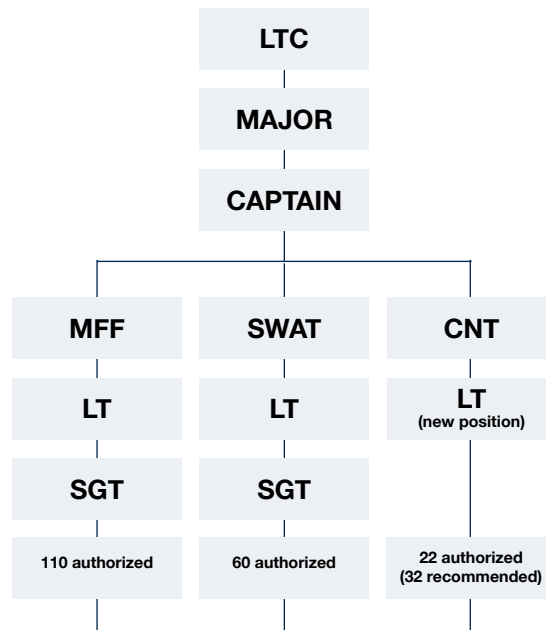 LTC
MAJOR
CAPTAIN
MFF
SWAT
CNT
LT
LT
LT
(new position)
SGT
SGT
110 authorized
60 authorized
22 authorized
(32 recommended)